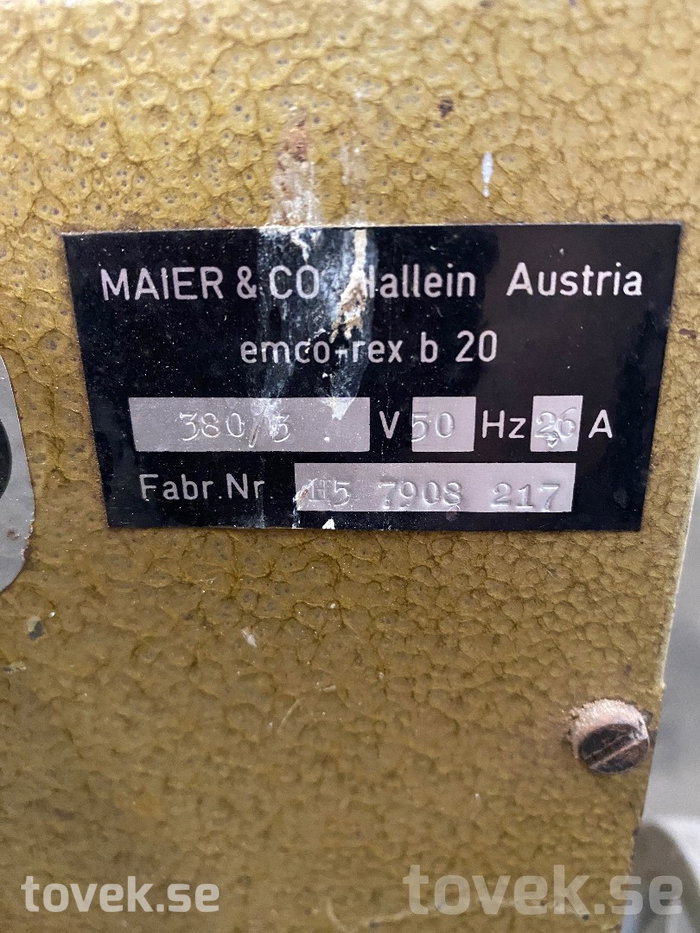 MAIER & CO Hallein Austria
emco-rex b 20
380/3 V 50 Hz A
Fabr.Nr H5 7908 217
tovek.se tovek.se